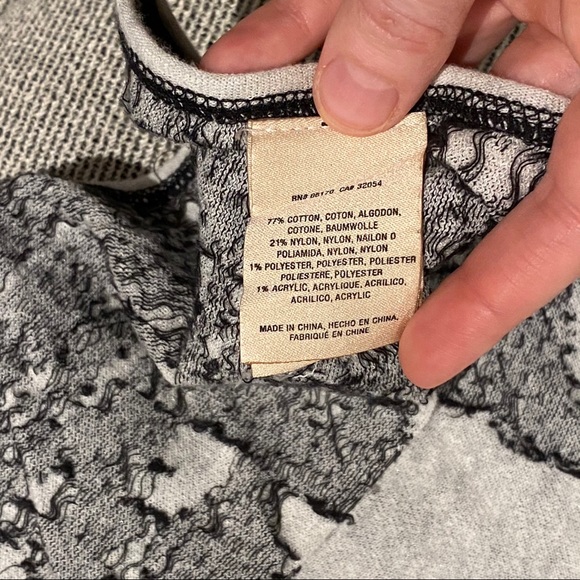 RN# 66170 CA# 32054
77% COTTON, COTON, ALGODON,
COTONE, BAUMWOLLE
21% NYLON, NYLON, NAILON O
POLIAMIDA, NYLON, NYLON
1% POLYESTER, POLYESTER, POLIESTER
POLIESTERE, POLYESTER
1% ACRYLIC, ACRYLIQUE, ACRILICO,
ACRILICO, ACRYLIC
MADE IN CHINA, HECHO EN CHINA.
FABRIQUÉ EN CHINE